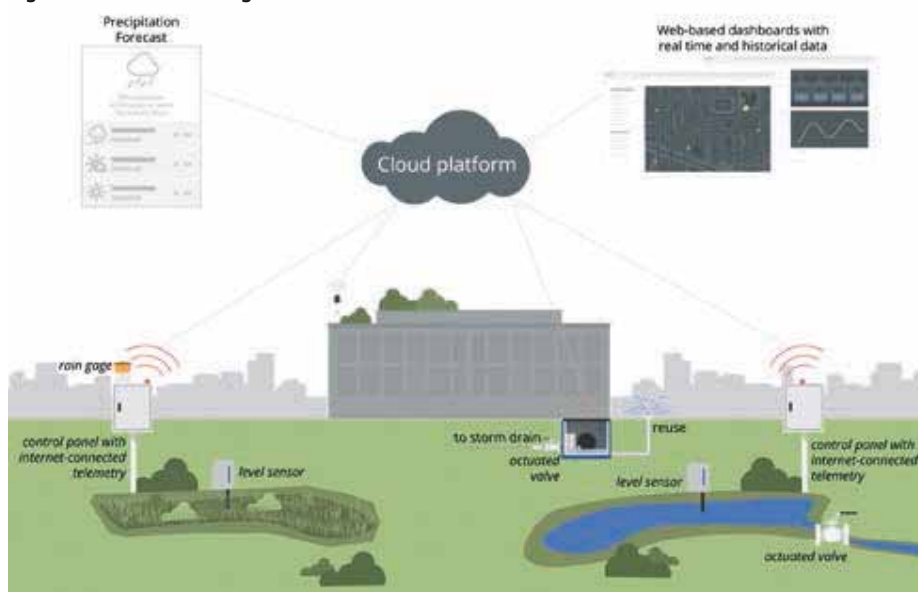 Precipitation
Forecast
Web-based dashboards with
real time and historical data
Cloud platform
rain gage
control panel with
internet-connected
telemetry
level sensor
to storm drain
actuated
valve
reuse
level sensor
control panel with
internet-connected
telemetry
actuated valve